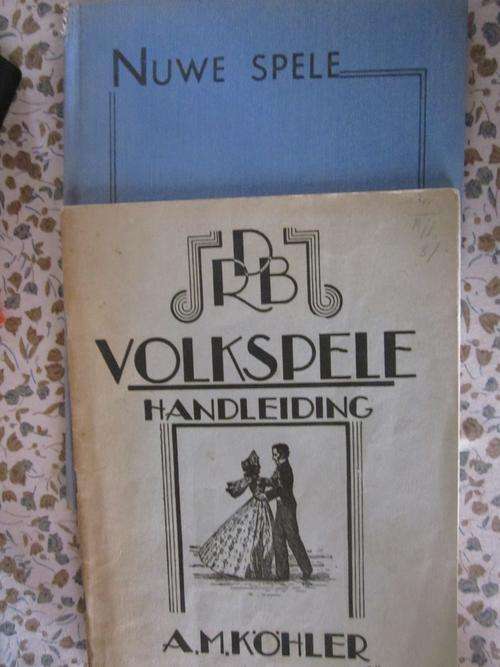 NUWE SPELE
RDB
VOLKSPELE
HANDLEIDING
A.M.KÖHLER